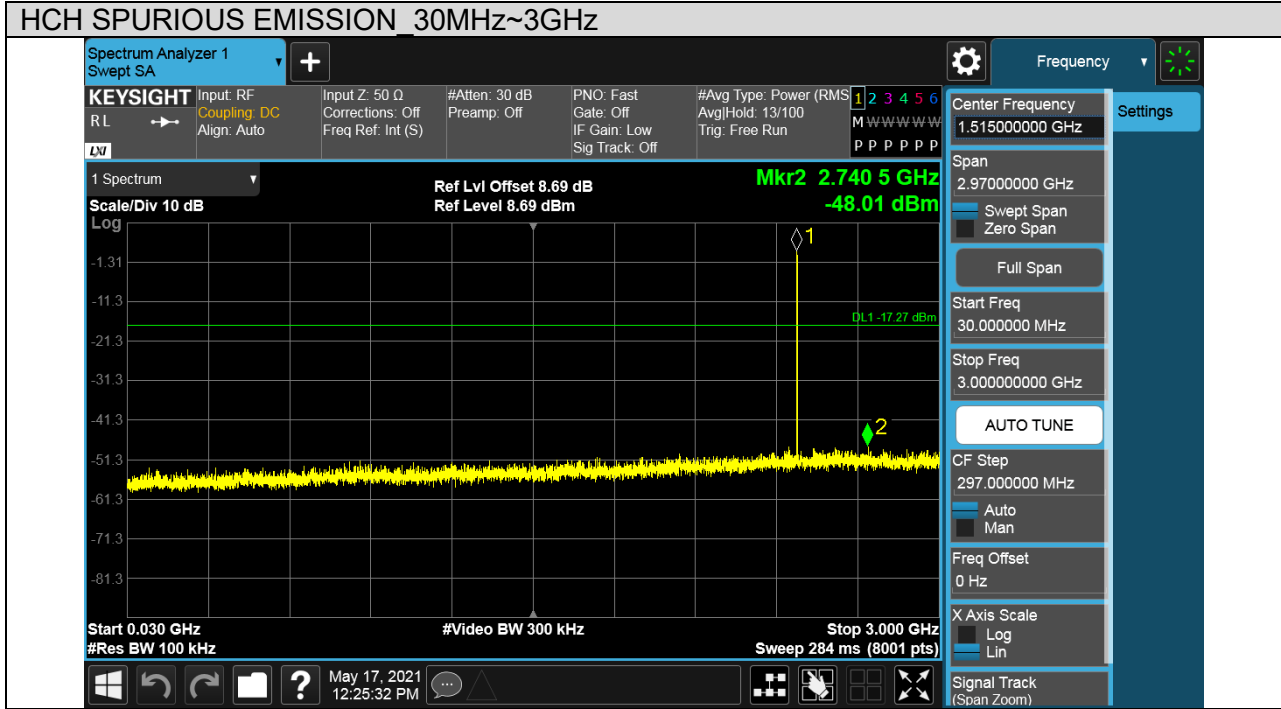 HCH SPURIOUS EMISSION_30MHz~3GHz
Spectrum Analyzer 1
Swept SA
+
Frequency
KEYSIGHT
R L
LXI
Input: RF
Coupling: DC
Align: Auto
Input Z: 50 Ω
Corrections: Off
Freq Ref: Int (S)
#Atten: 30 dB
Preamp: Off
PNO: Fast
Gate: Off
IF Gain: Low
Sig Track: Off
#Avg Type: Power (RMS
Avg|Hold: 13/100
Trig: Free Run
1 2 3 4 5 6
M W W W W W
P P P P P P
1 Spectrum
Scale/Div 10 dB
Log
Ref Lvl Offset 8.69 dB
Ref Level 8.69 dBm
Mkr2 2.740 5 GHz
-48.01 dBm
1
-1.31
-11.3
DL1 -17.27 dBm
-21.3
-31.3
-41.3
2
-51.3
-61.3
-71.3
-81.3
Start 0.030 GHz
#Res BW 100 kHz
#Video BW 300 kHz
Stop 3.000 GHz
Sweep 284 ms (8001 pts)
?
May 17, 2021
12:25:32 PM
Center Frequency
1.515000000 GHz
Settings
Span
2.97000000 GHz
Swept Span
Zero Span
Full Span
Start Freq
30.000000 MHz
Stop Freq
3.000000000 GHz
AUTO TUNE
CF Step
297.000000 MHz
Auto
Man
Freq Offset
0 Hz
X Axis Scale
Log
Lin
Signal Track
(Span Zoom)